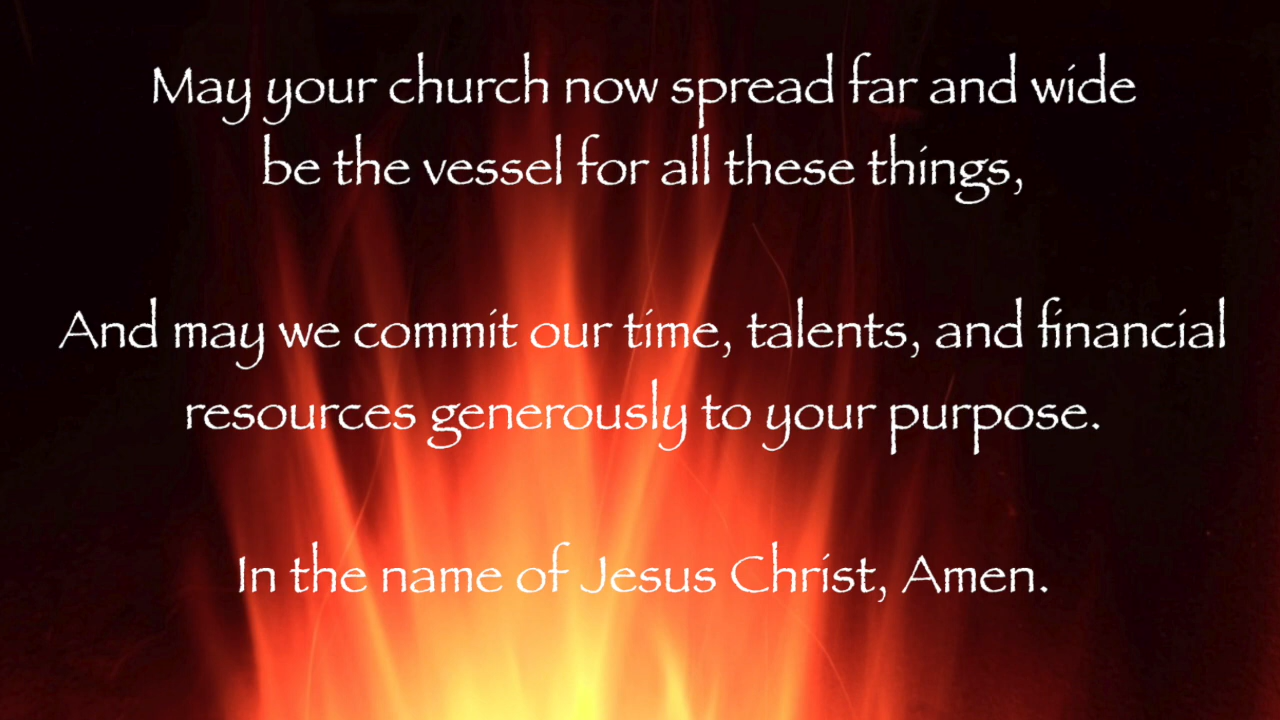 May your church now spread far and wide
be the vessel for all these things,
And may we commit our time, talents, and financial
resources generously to your purpose.
In the name of Jesus Christ, Amen.